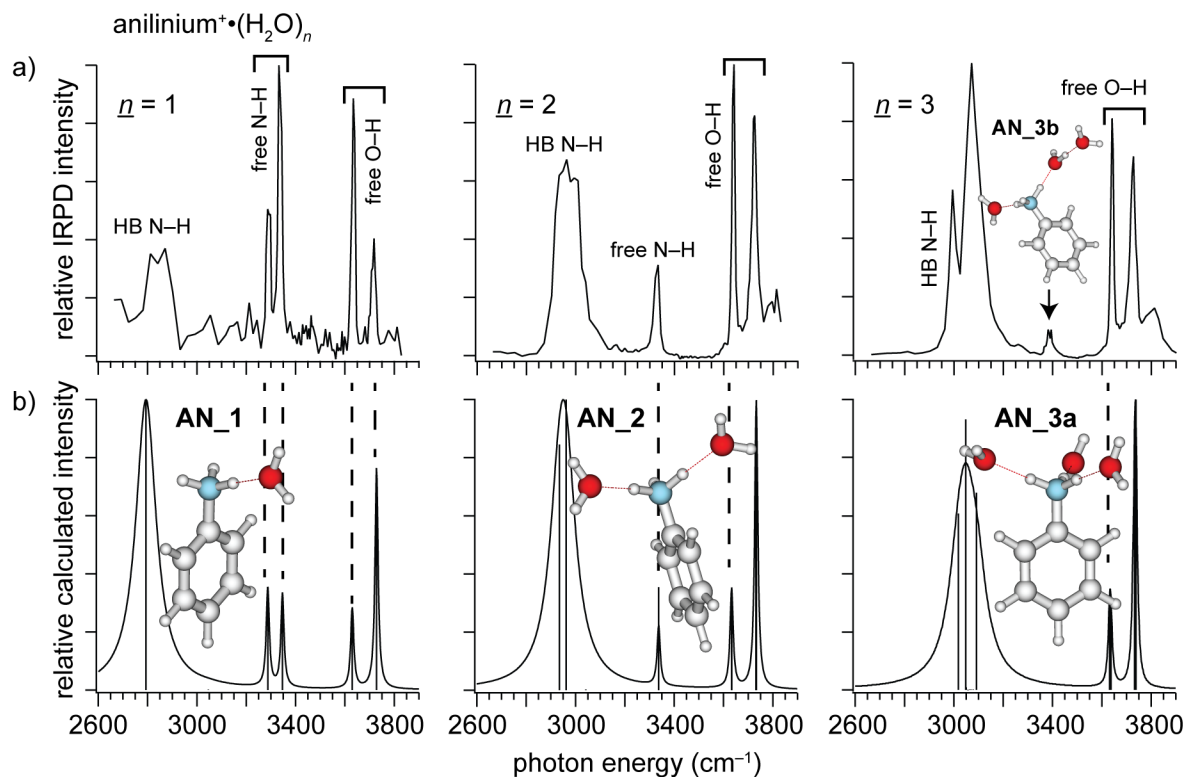 anilinium⁺•(H₂O)ₙ
a)
relative IRPD intensity
n = 1
HB N–H
free N–H
free O–H
n = 2
HB N–H
free N–H
free O–H
n = 3
HB N–H
AN_3b
free O–H
b)
relative calculated intensity
AN_1
AN_2
AN_3a
2600 3000 3400 3800
2600 3000 3400 3800
2600 3000 3400 3800
photon energy (cm⁻¹)